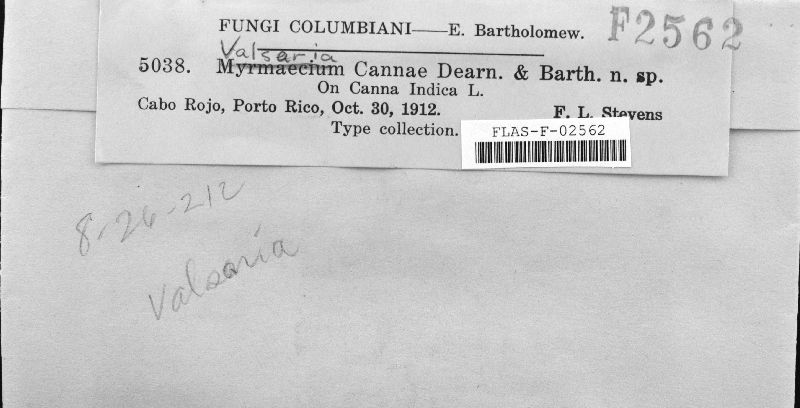 FUNGI COLUMBIANI—E. Bartholomew. F2562
Valsaria
5038. Myrmaecium Cannae Dearn. & Barth. n. sp.
On Canna Indica L.
Cabo Rojo, Porto Rico, Oct. 30, 1912. F. L. Stevens
Type collection.
FLAS-F-02562
8-26-212
Valsaria